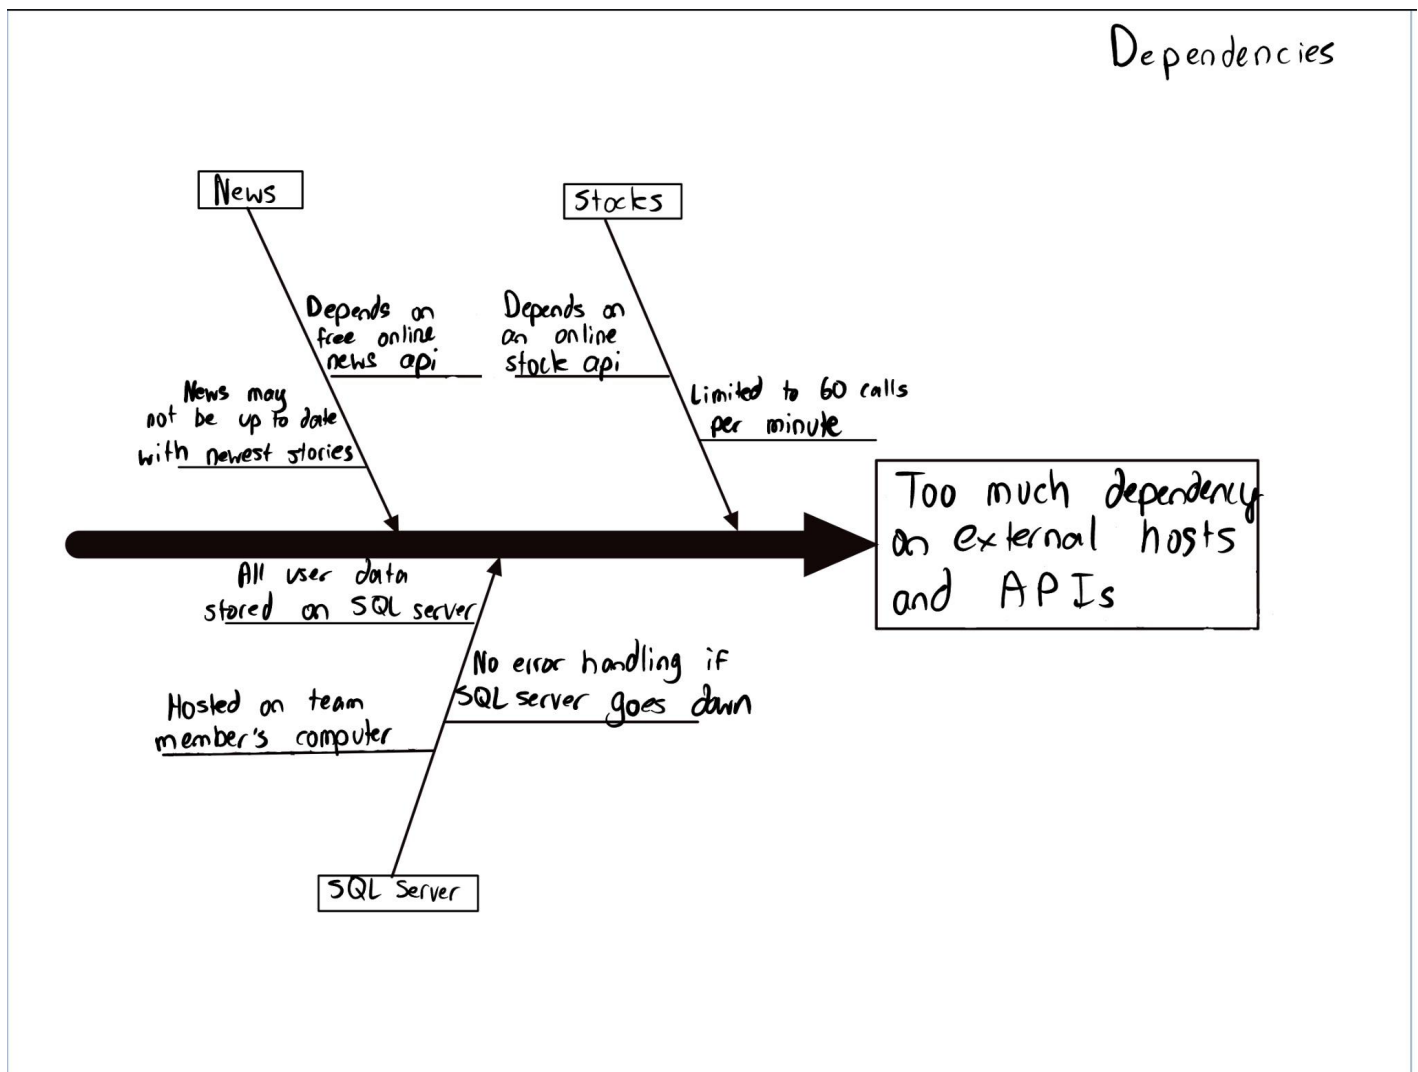 Dependencies
News
Stocks
Depends on
free online
news api
Depends on
an online
stock api
News may
not be up to date
with newest stories
Limited to 60 calls
per minute
Too much dependency
on external hosts
and APIs
All user data
stored on SQL server
No error handling if
SQL server goes down
Hosted on team
member's computer
SQL Server